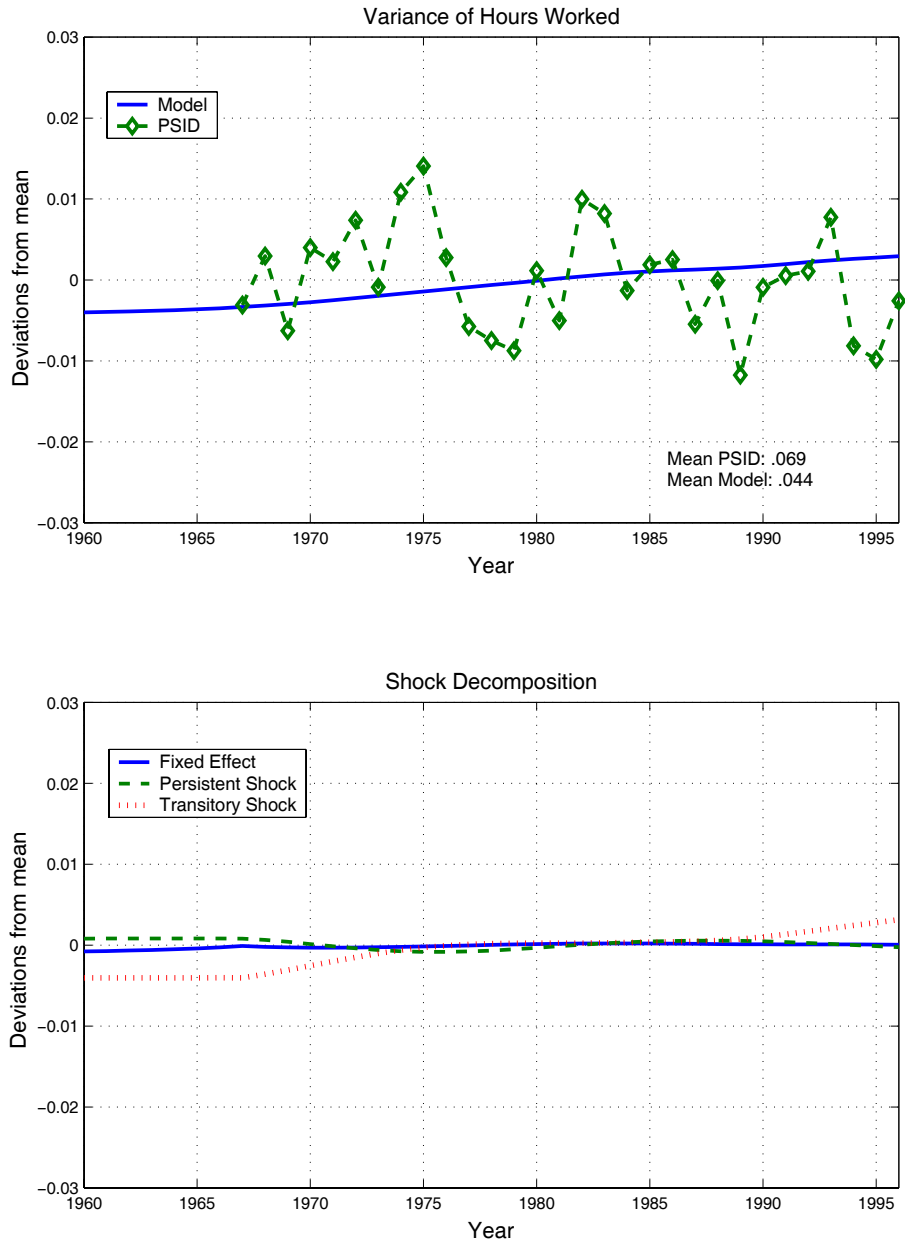 Variance of Hours Worked
0.03
0.02
0.01
0
−0.01
−0.02
−0.03
Deviations from mean
Model
PSID
Mean PSID: .069
Mean Model: .044
1960 1965 1970 1975 1980 1985 1990 1995
Year
Shock Decomposition
0.03
0.02
0.01
0
−0.01
−0.02
−0.03
Deviations from mean
Fixed Effect
Persistent Shock
Transitory Shock
1960 1965 1970 1975 1980 1985 1990 1995
Year